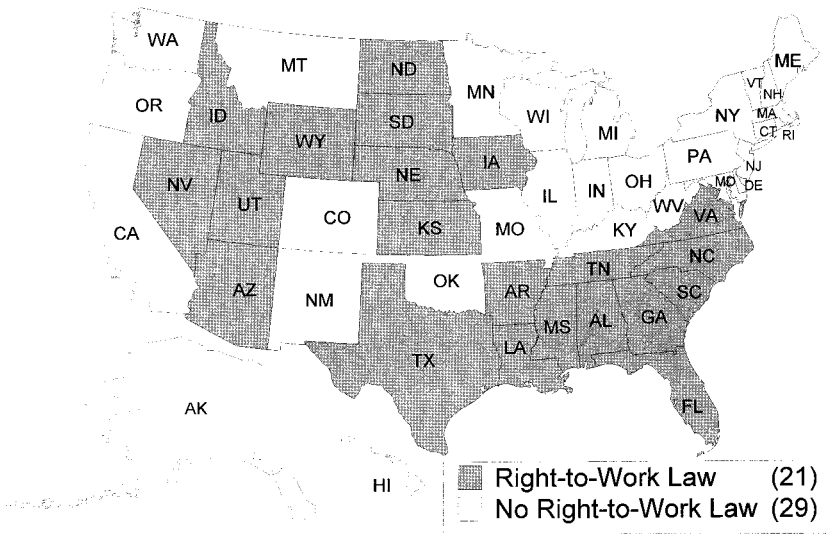 WA
MT
ND
MN
ME
VT
NH
OR
ID
SD
WI
MI
NY
MA
CT
RI
WY
IA
PA
NV
NE
NJ
UT
IL
IN
OH
MD
DE
CO
WV
VA
CA
KS
MO
KY
NC
TN
AZ
NM
OK
AR
SC
MS
AL
GA
LA
TX
AK
FL
HI
Right-to-Work Law (21)
No Right-to-Work Law (29)